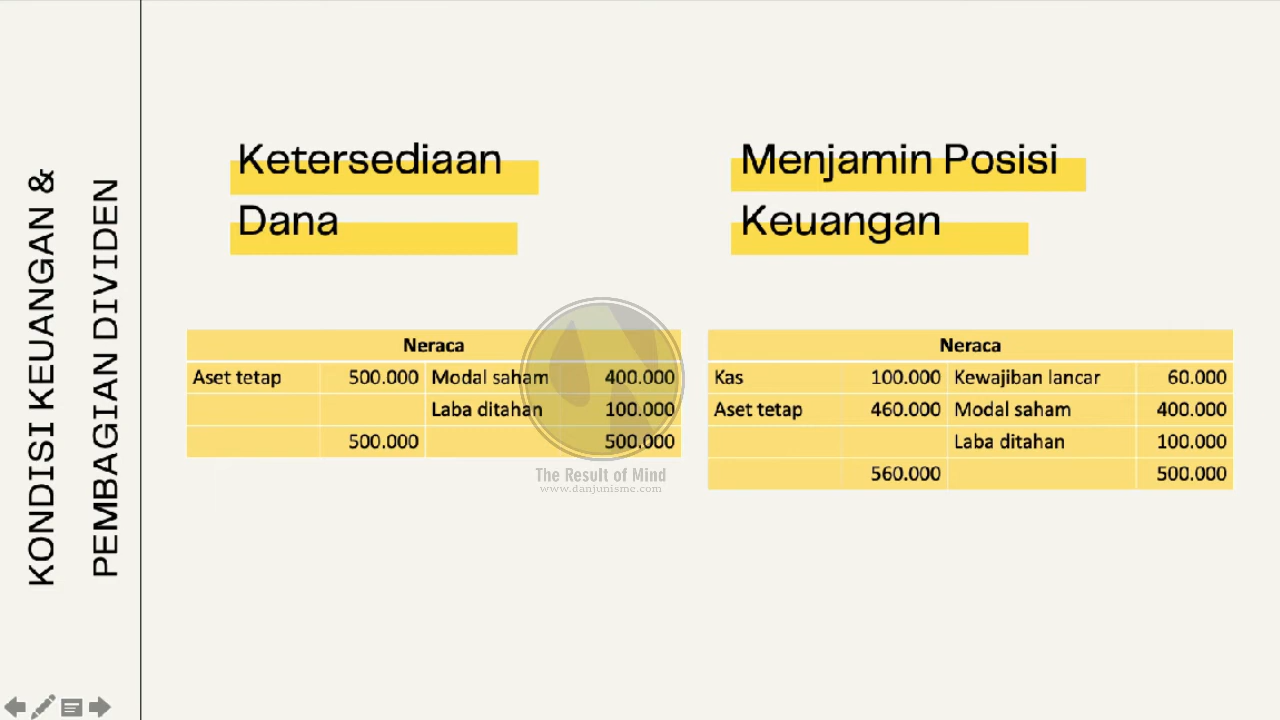 KONDISI KEUANGAN &
PEMBAGIAN DIVIDEN
Ketersediaan
Dana
Neraca
Aset tetap 500.000 Modal saham 400.000
Laba ditahan 100.000
500.000 500.000
The Result of Mind
www.danjunisme.com
Menjamin Posisi
Keuangan
Neraca
Kas 100.000 Kewajiban lancar 60.000
Aset tetap 460.000 Modal saham 400.000
Laba ditahan 100.000
560.000 500.000